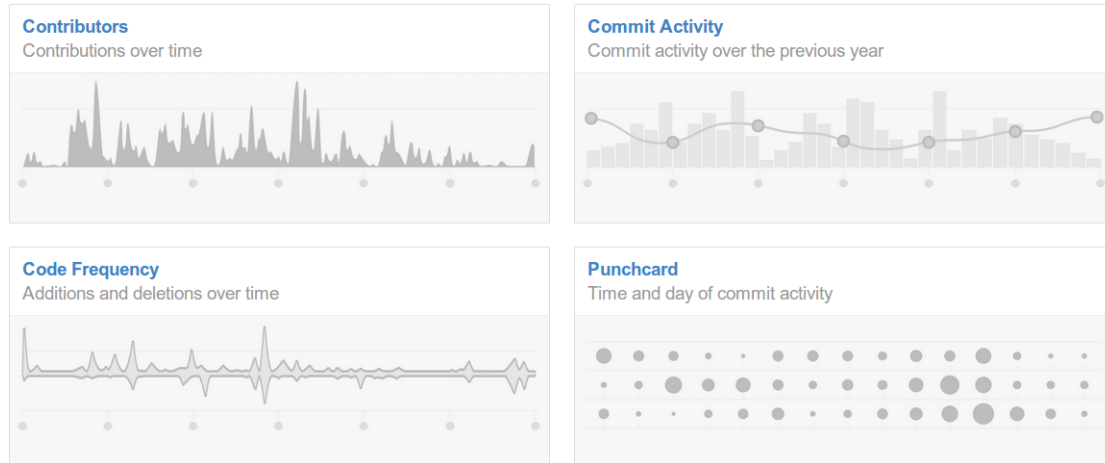 Contributors
Contributions over time
Commit Activity
Commit activity over the previous year
Code Frequency
Additions and deletions over time
Punchcard
Time and day of commit activity